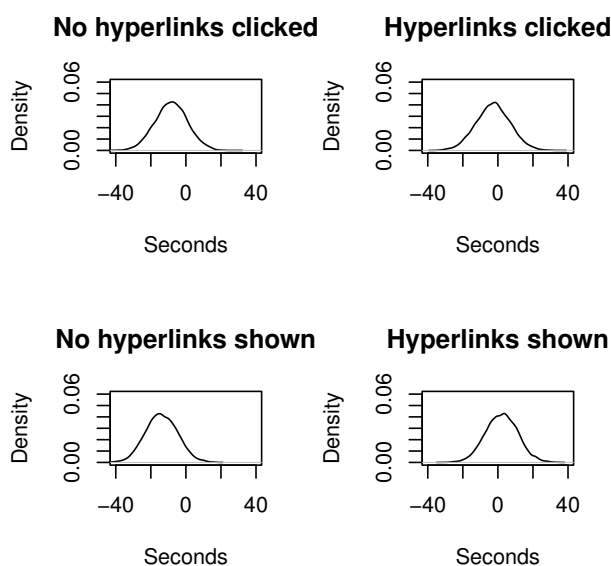 No hyperlinks clicked
Density
0.00 0.06
−40 0 40
Seconds
Hyperlinks clicked
Density
0.00 0.06
−40 0 40
Seconds
No hyperlinks shown
Density
0.00 0.06
−40 0 40
Seconds
Hyperlinks shown
Density
0.00 0.06
−40 0 40
Seconds